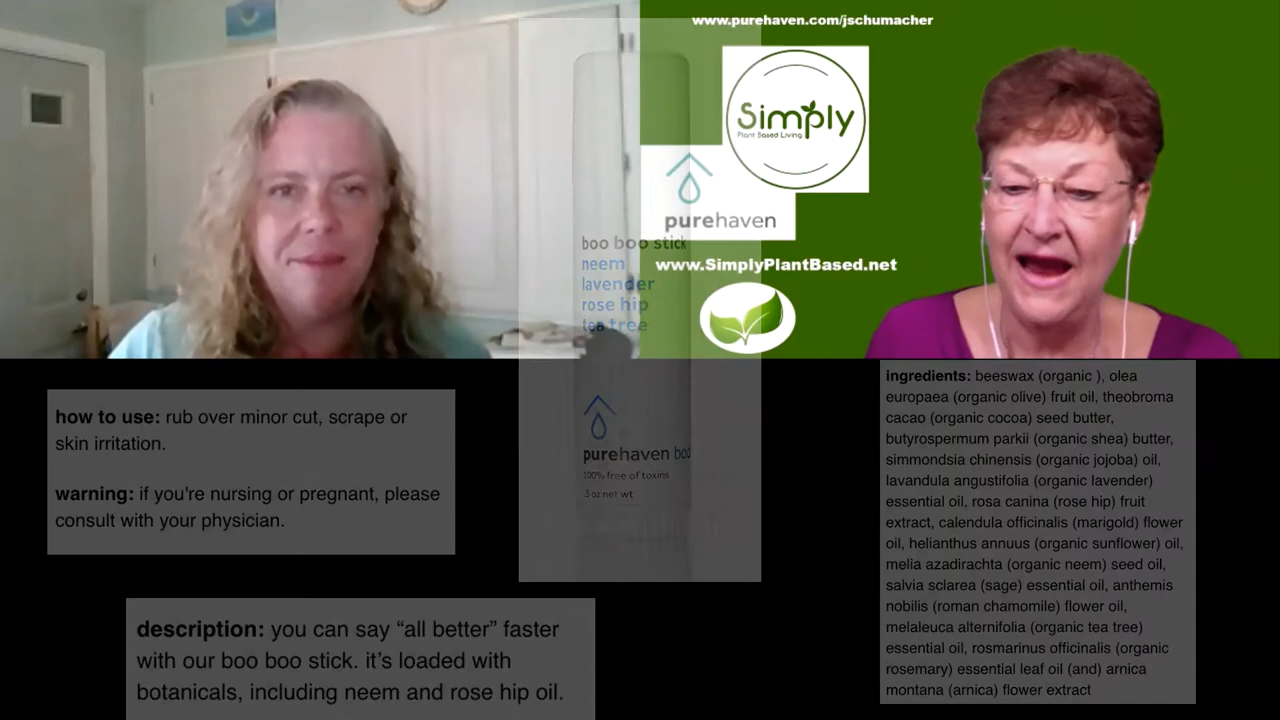 www.purehaven.com/jschumacher
Simply
Plant Based Living
purehaven
www.SimplyPlantBased.net
boo boo stick
neem
lavender
rose hip
tea tree
purehaven bod
100% free of toxins
.5 oz net wt
how to use: rub over minor cut, scrape or
skin irritation.
warning: if you're nursing or pregnant, please
consult with your physician.
description: you can say “all better” faster
with our boo boo stick. it’s loaded with
botanicals, including neem and rose hip oil.
ingredients: beeswax (organic ), olea
europaea (organic olive) fruit oil, theobroma
cacao (organic cocoa) seed butter,
butyrospermum parkii (organic shea) butter,
simmondsia chinensis (organic jojoba) oil,
lavandula angustifolia (organic lavender)
essential oil, rosa canina (rose hip) fruit
extract, calendula officinalis (marigold) flower
oil, helianthus annuus (organic sunflower) oil,
melia azadirachta (organic neem) seed oil,
salvia sclarea (sage) essential oil, anthemis
nobilis (roman chamomile) flower oil,
melaleuca alternifolia (organic tea tree)
essential oil, rosmarinus officinalis (organic
rosemary) essential leaf oil (and) arnica
montana (arnica) flower extract